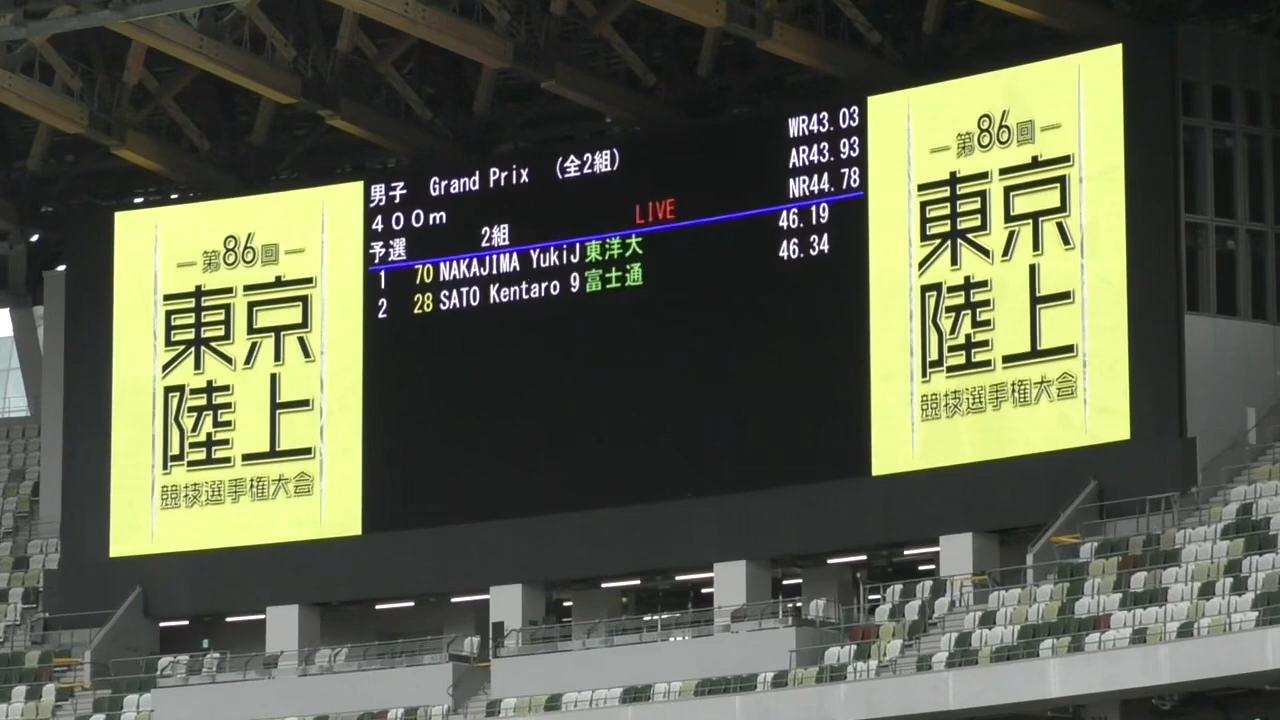 第86回
東京
陸上
競技選手権大会
男子 Grand Prix (全2組) WR43.03
400m AR43.93
予選 2組 LIVE NR44.78
1 70 NAKAJIMA YukiJ 東洋大 46.19
2 28 SATO Kentaro 9 富士通 46.34
第86回
東京
陸上
競技選手権大会